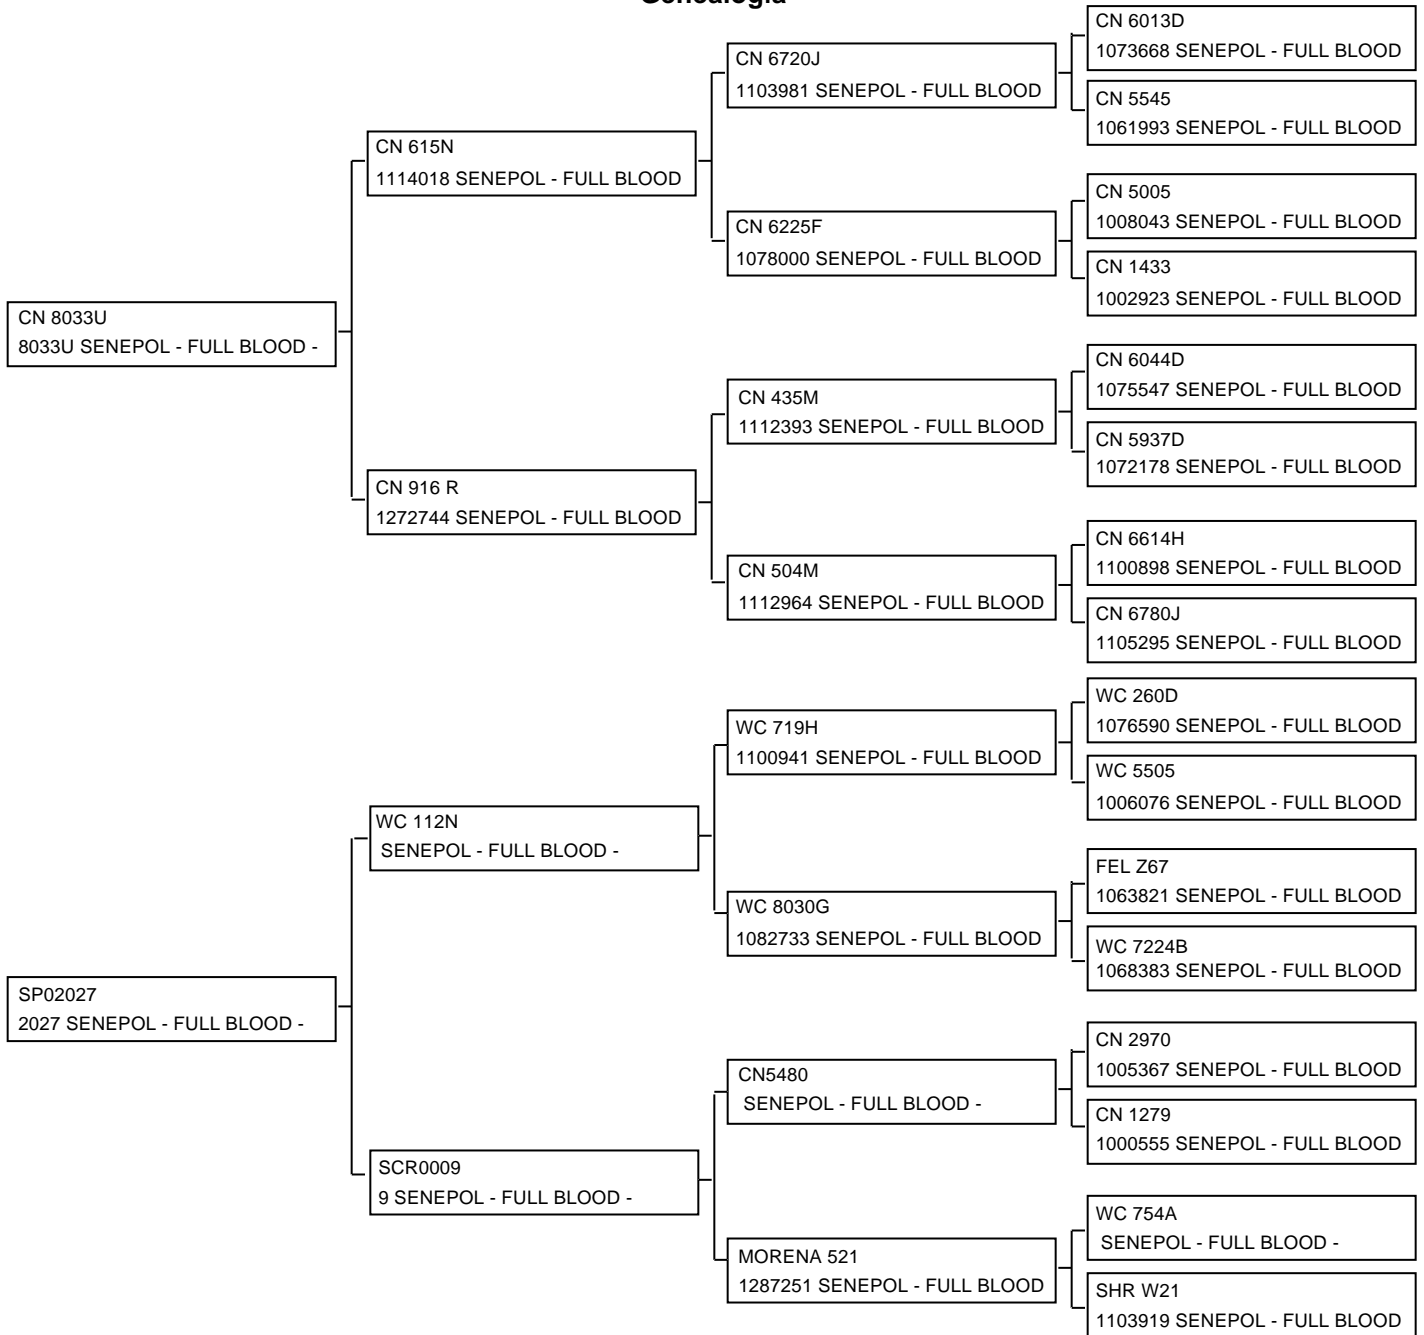 Genealogia
CN 6013D
1073668 SENEPOL - FULL BLOOD
CN 6720J
1103981 SENEPOL - FULL BLOOD
CN 5545
1061993 SENEPOL - FULL BLOOD
CN 615N
1114018 SENEPOL - FULL BLOOD
CN 5005
1008043 SENEPOL - FULL BLOOD
CN 6225F
1078000 SENEPOL - FULL BLOOD
CN 1433
1002923 SENEPOL - FULL BLOOD
CN 8033U
8033U SENEPOL - FULL BLOOD -
CN 6044D
1075547 SENEPOL - FULL BLOOD
CN 435M
1112393 SENEPOL - FULL BLOOD
CN 5937D
1072178 SENEPOL - FULL BLOOD
CN 916 R
1272744 SENEPOL - FULL BLOOD
CN 6614H
1100898 SENEPOL - FULL BLOOD
CN 504M
1112964 SENEPOL - FULL BLOOD
CN 6780J
1105295 SENEPOL - FULL BLOOD
WC 260D
1076590 SENEPOL - FULL BLOOD
WC 719H
1100941 SENEPOL - FULL BLOOD
WC 5505
1006076 SENEPOL - FULL BLOOD
WC 112N
SENEPOL - FULL BLOOD -
FEL Z67
1063821 SENEPOL - FULL BLOOD
WC 8030G
1082733 SENEPOL - FULL BLOOD
WC 7224B
1068383 SENEPOL - FULL BLOOD
SP02027
2027 SENEPOL - FULL BLOOD -
CN 2970
1005367 SENEPOL - FULL BLOOD
CN5480
SENEPOL - FULL BLOOD -
CN 1279
1000555 SENEPOL - FULL BLOOD
SCR0009
9 SENEPOL - FULL BLOOD -
WC 754A
SENEPOL - FULL BLOOD -
MORENA 521
1287251 SENEPOL - FULL BLOOD
SHR W21
1103919 SENEPOL - FULL BLOOD